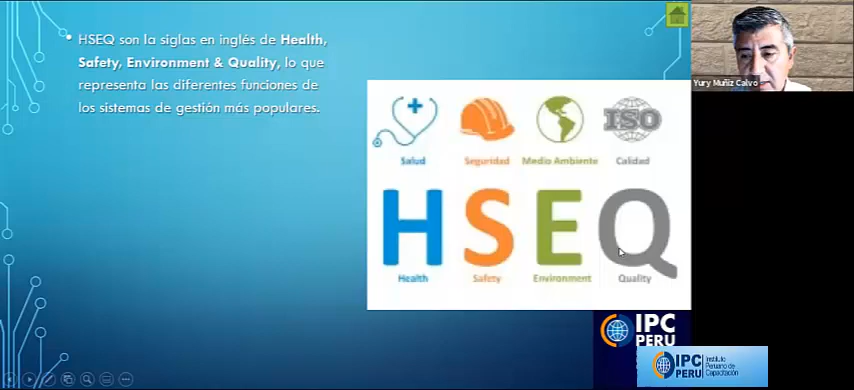 HSEQ son la siglas en inglés de Health,
Safety, Environment & Quality, lo que
representa las diferentes funciones de
los sistemas de gestión más populares.
ISO
Salud
Seguridad
Medio Ambiente
Calidad
HSEQ
Health
Safety
Environment
Quality
Yury Muñiz Calvo
IPC
PERU
IPC
PERU
Instituto
Peruano de
Capacitación